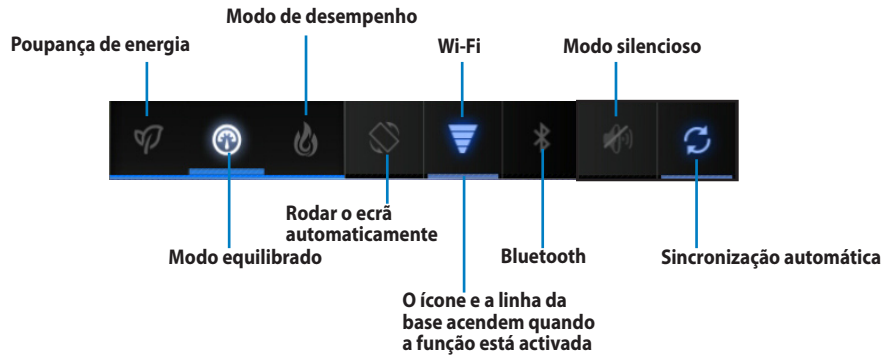 Modo de desempenho
Poupança de energia
Wi-Fi
Modo silencioso
Rodar o ecrã
automaticamente
Modo equilibrado
Bluetooth
Sincronização automática
O ícone e a linha da
base acendem quando
a função está activada